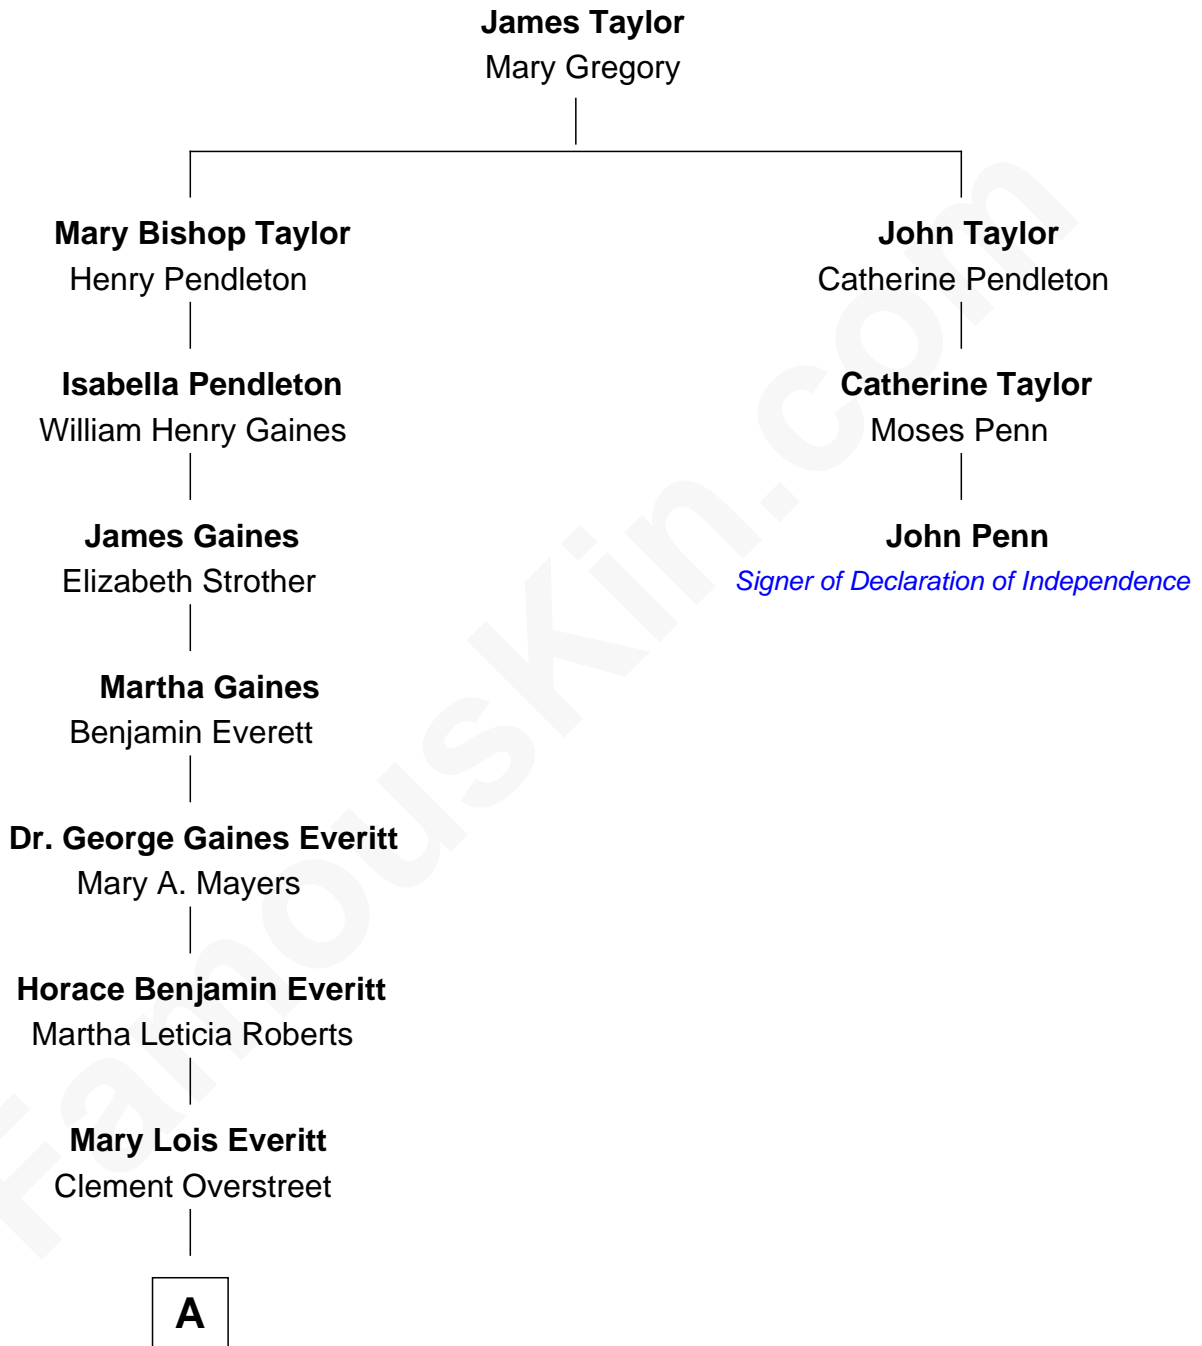 James Taylor
Mary Gregory
Mary Bishop Taylor
Henry Pendleton
John Taylor
Catherine Pendleton
Isabella Pendleton
William Henry Gaines
Catherine Taylor
Moses Penn
James Gaines
Elizabeth Strother
John Penn
Signer of Declaration of Independence
Martha Gaines
Benjamin Everett
Dr. George Gaines Everitt
Mary A. Mayers
Horace Benjamin Everitt
Martha Leticia Roberts
Mary Lois Everitt
Clement Overstreet
A
FamousKin.com